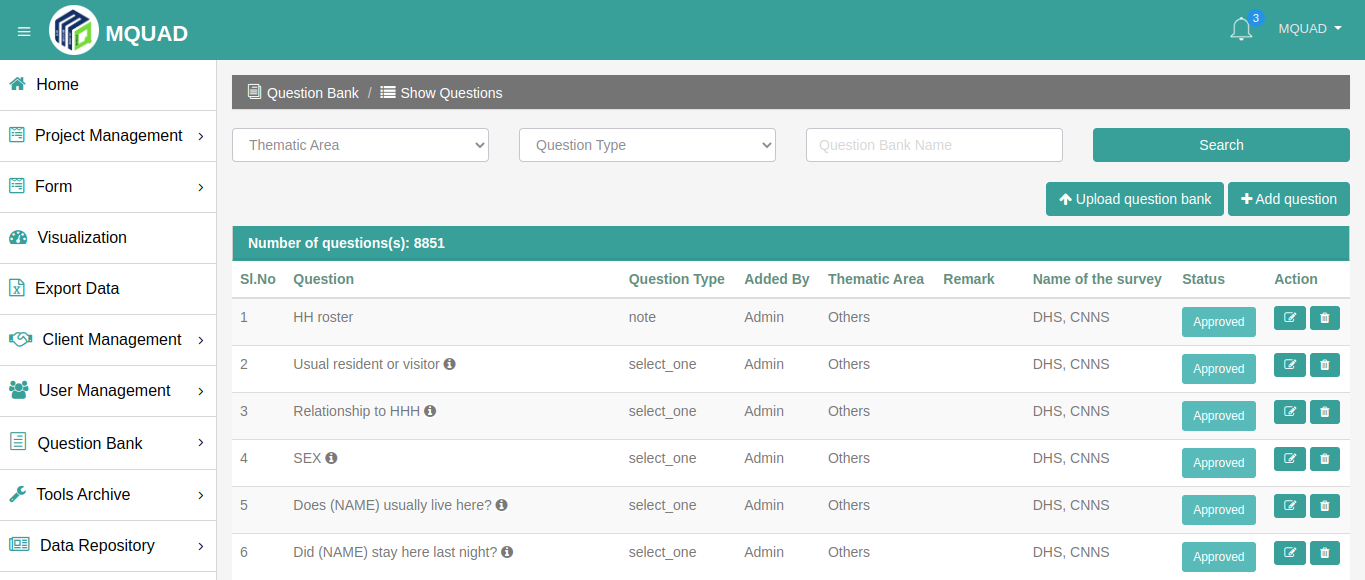 MQUAD
3
MQUAD
Home
Project Management
Form
Visualization
Export Data
Client Management
User Management
Question Bank
Tools Archive
Data Repository
Question Bank / Show Questions
Thematic Area
Question Type
Question Bank Name
Search
Upload question bank
Add question
Number of questions(s): 8851
Sl.No Question Question Type Added By Thematic Area Remark Name of the survey Status Action
1 HH roster note Admin Others DHS, CNNS Approved
2 Usual resident or visitor select_one Admin Others DHS, CNNS Approved
3 Relationship to HHH select_one Admin Others DHS, CNNS Approved
4 SEX select_one Admin Others DHS, CNNS Approved
5 Does (NAME) usually live here? select_one Admin Others DHS, CNNS Approved
6 Did (NAME) stay here last night? select_one Admin Others DHS, CNNS Approved